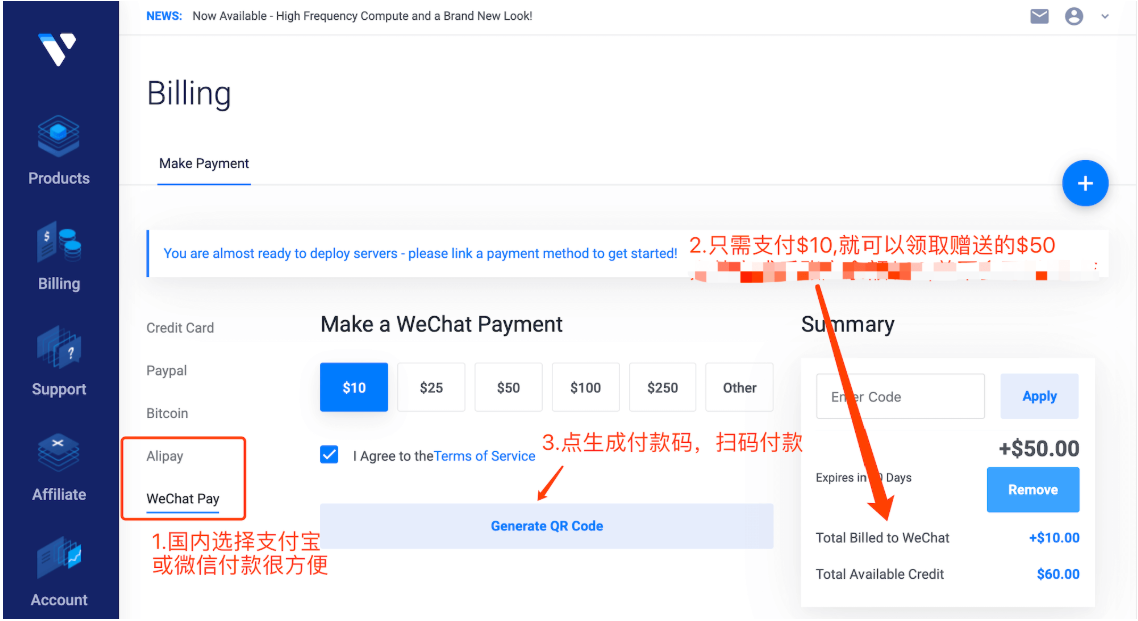 NEWS: Now Available - High Frequency Compute and a Brand New Look!
Billing
Make Payment
Products
Billing
Support
Affiliate
Account
You are almost ready to deploy servers - please link a payment method to get started!
2.只需支付$10,就可以领取赠送的$50
Credit Card
Paypal
Bitcoin
Alipay
WeChat Pay
1.国内选择支付宝
或微信付款很方便
Make a WeChat Payment
$10
$25
$50
$100
$250
Other
I Agree to the Terms of Service
3.点生成付款码，扫码付款
Generate QR Code
Summary
Enter Code
Apply
+$50.00
Expires in Days
Remove
Total Billed to WeChat +$10.00
Total Available Credit $60.00